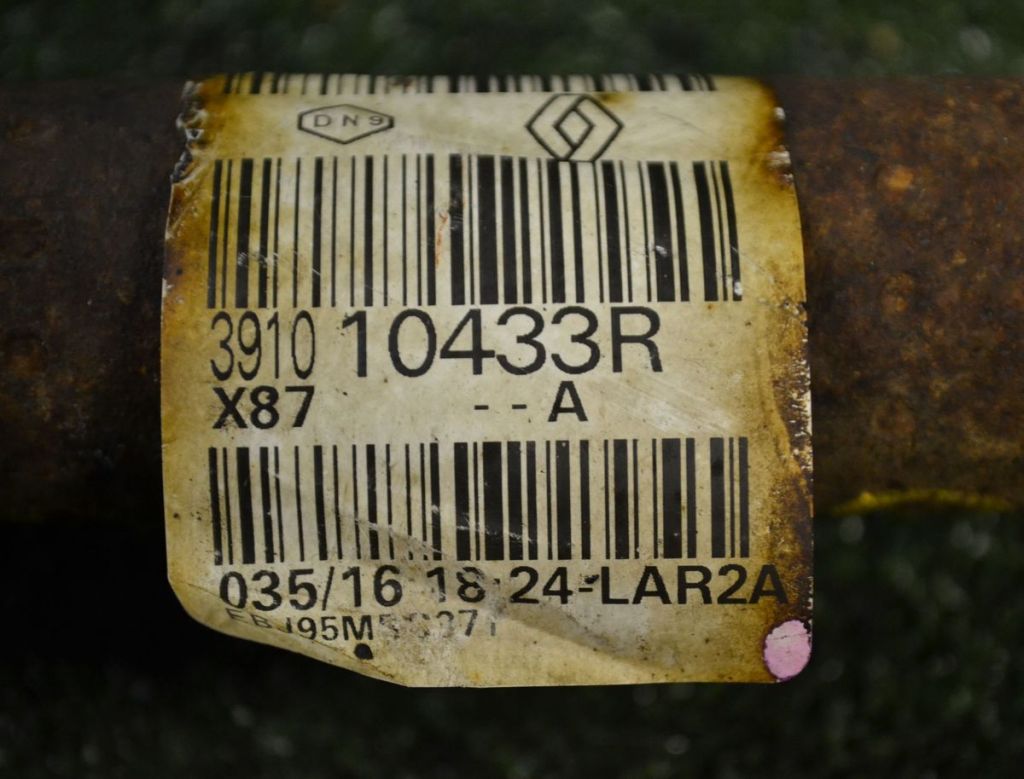 DN9
3910 10433R
X87 -- A
035/16 18:24-LAR2A